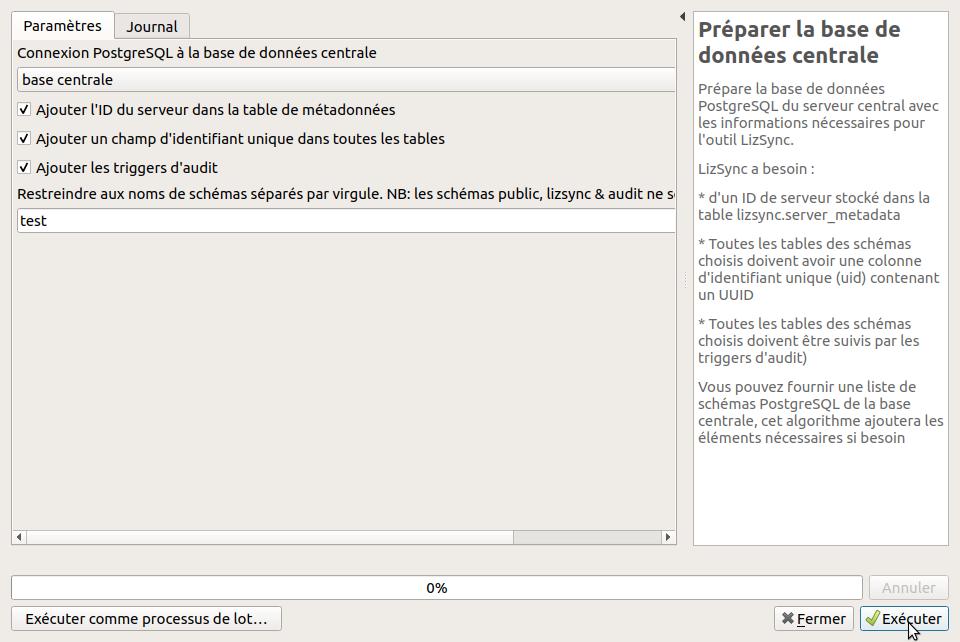 Paramètres
Journal
Connexion PostgreSQL à la base de données centrale
base centrale
Ajouter l'ID du serveur dans la table de métadonnées
Ajouter un champ d'identifiant unique dans toutes les tables
Ajouter les triggers d'audit
Restreindre aux noms de schémas séparés par virgule. NB: les schémas public, lizsync & audit ne
test
Préparer la base de
données centrale
Prépare la base de données
PostgreSQL du serveur central avec
les informations nécessaires pour
l'outil LizSync.
LizSync a besoin :
* d'un ID de serveur stocké dans la
table lizsync.server_metadata
* Toutes les tables des schémas
choisis doivent avoir une colonne
d'identifiant unique (uid) contenant
un UUID
* Toutes les tables des schémas
choisis doivent être suivis par les
triggers d'audit)
Vous pouvez fournir une liste de
schémas PostgreSQL de la base
centrale, cet algorithme ajoutera les
éléments nécessaires si besoin
0%
Annuler
Exécuter comme processus de lot…
Fermer
Exécuter